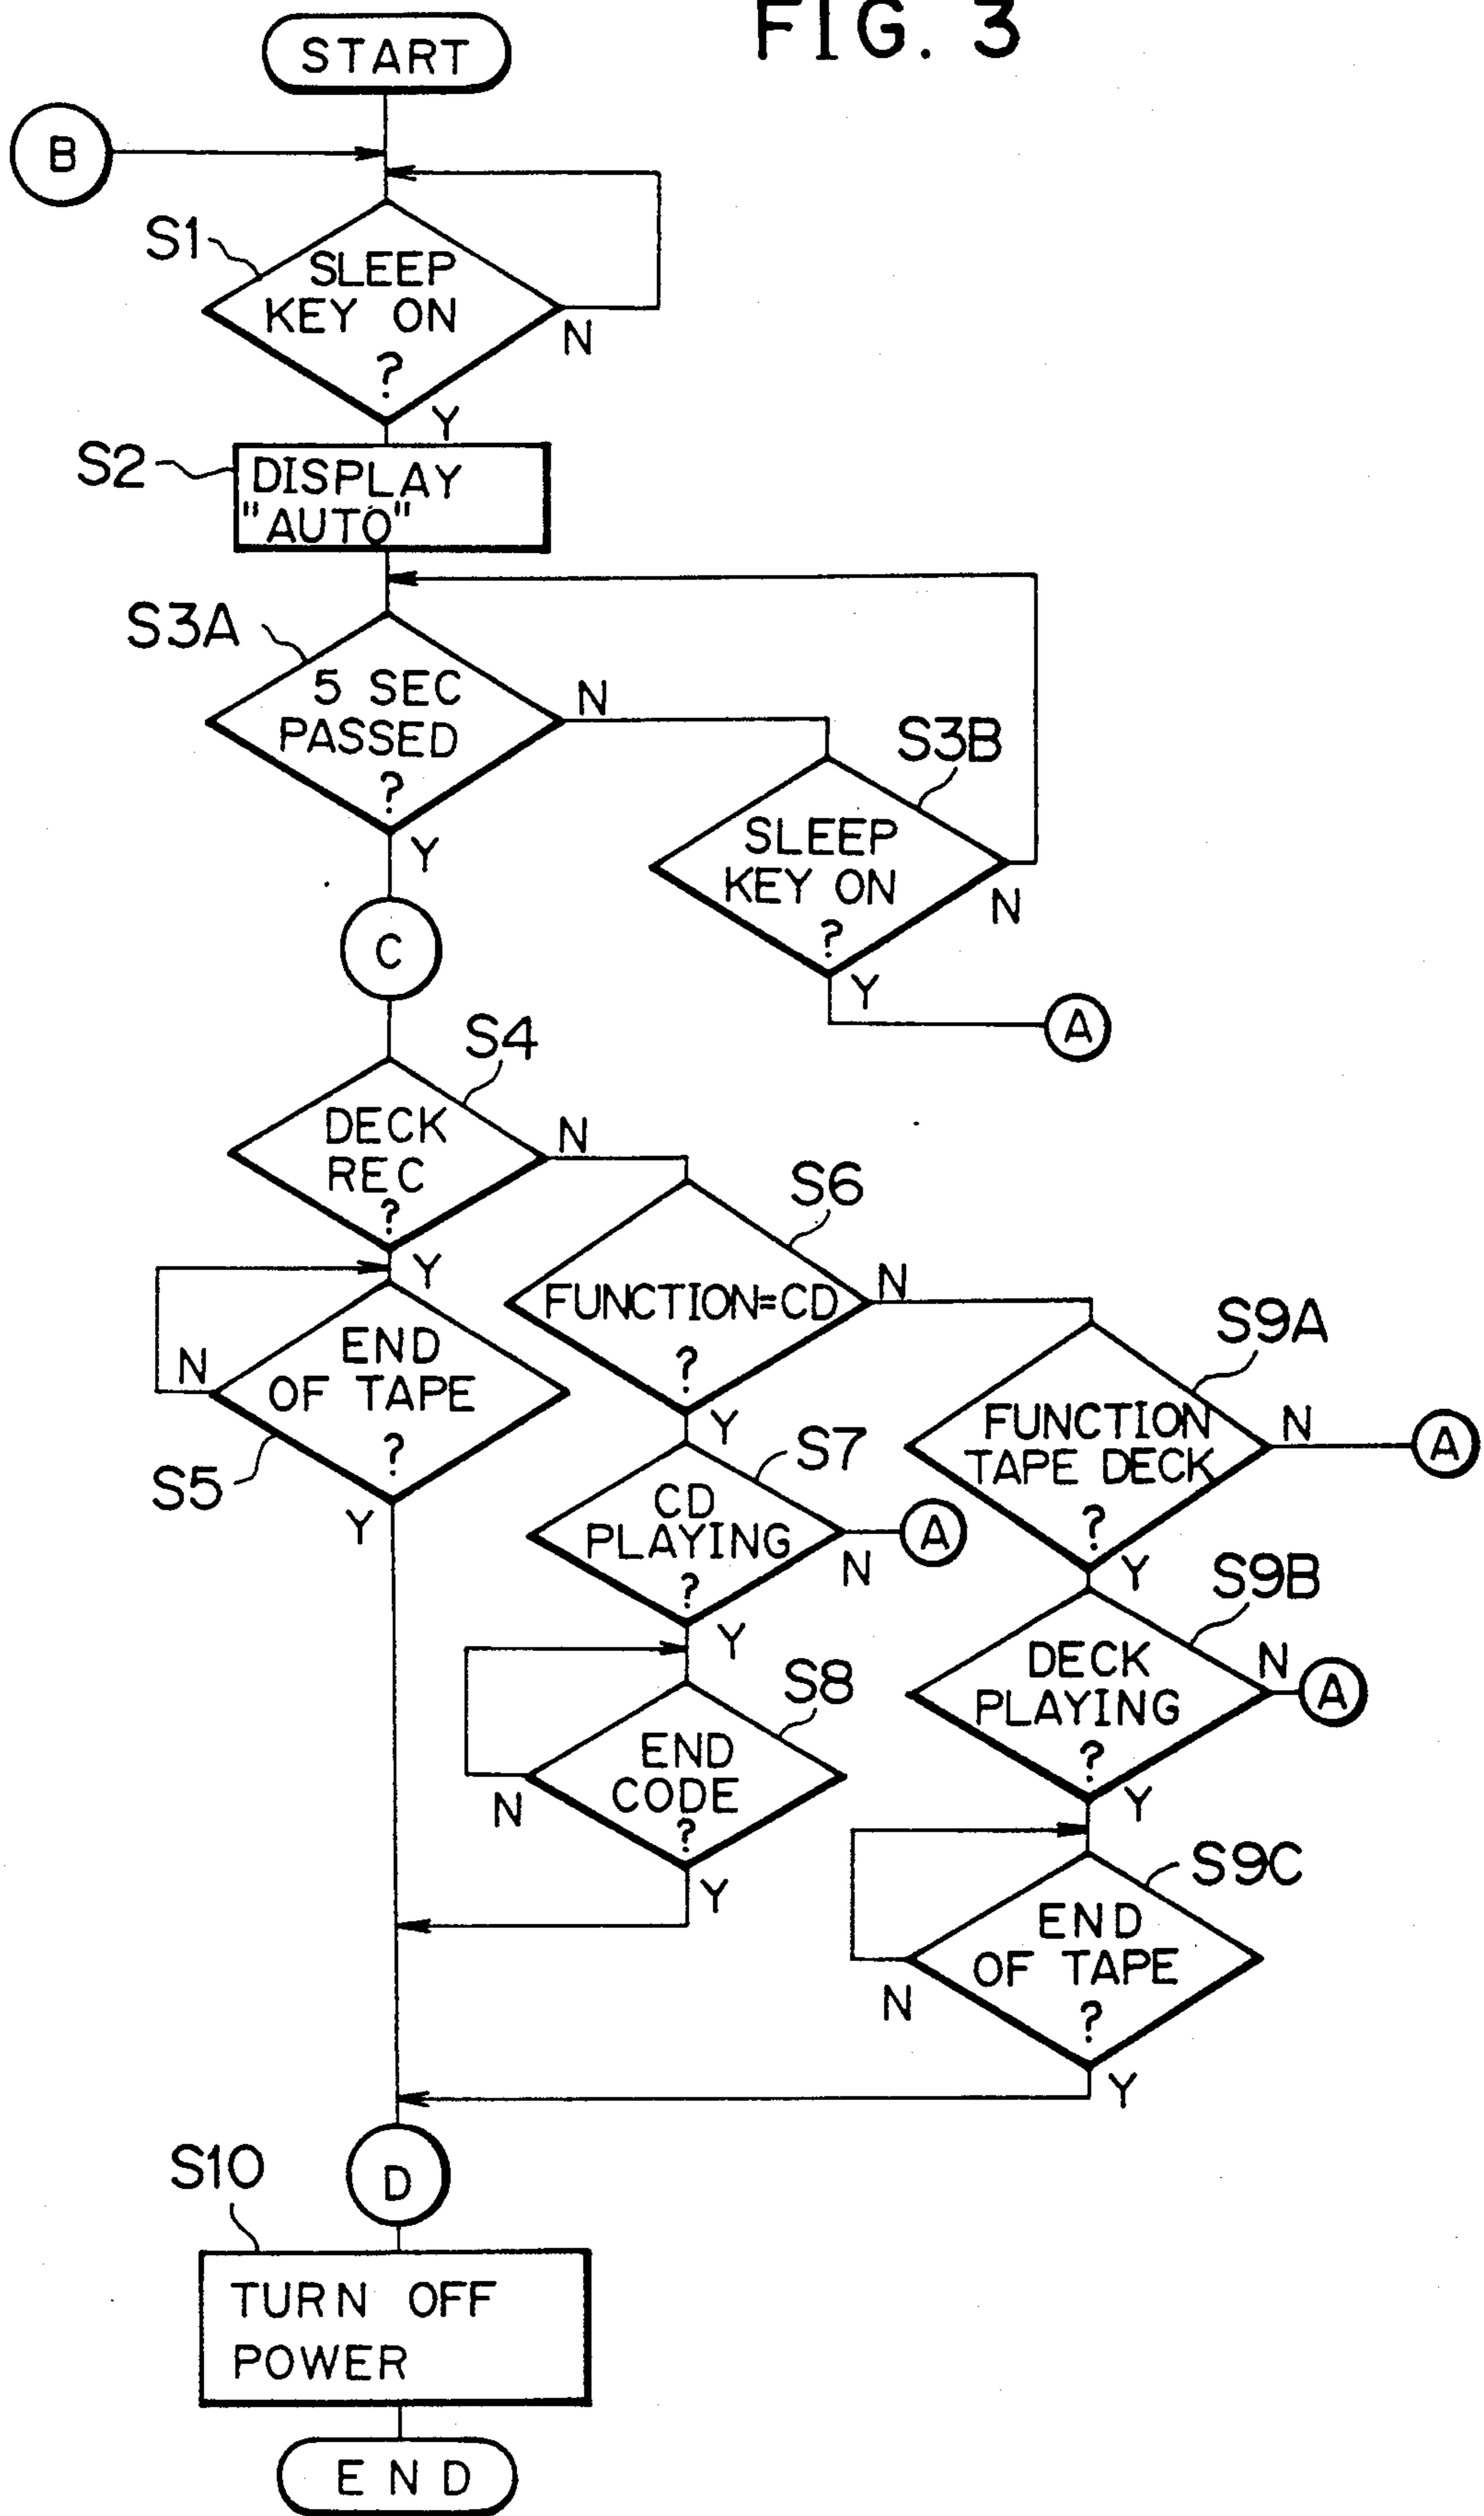 FIG. 3
START
B
S1
SLEEP
KEY ON
?
N
Y
S2
DISPLAY
"AUTO"
S3A
5 SEC
PASSED
?
N
Y
S3B
SLEEP
KEY ON
?
N
Y
A
C
S4
DECK
REC
?
N
Y
S6
FUNCTION=CD
?
N
Y
END
OF TAPE
?
N
S5
Y
S9A
FUNCTION
TAPE DECK
?
N
A
Y
S7
CD
PLAYING
?
A
N
Y
S9B
DECK
PLAYING
?
N
A
Y
S8
END
CODE
?
N
Y
S9C
END
OF TAPE
?
N
Y
D
S10
TURN OFF
POWER
END